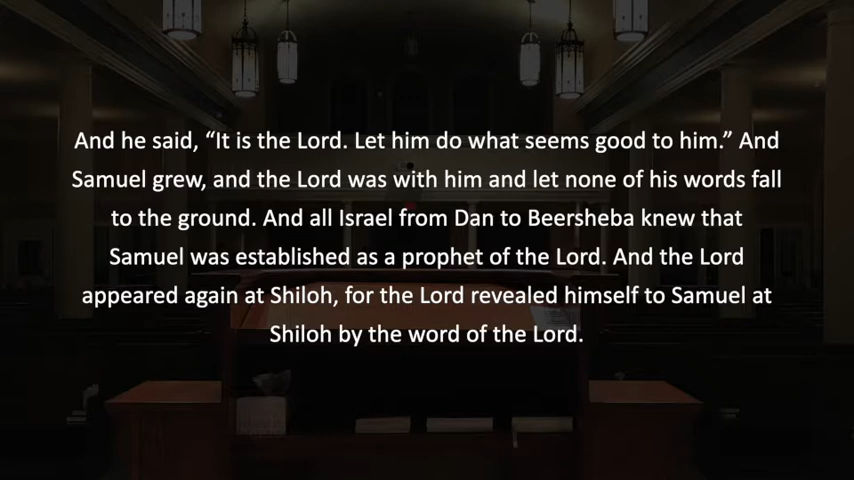 And he said, “It is the Lord. Let him do what seems good to him.” And
Samuel grew, and the Lord was with him and let none of his words fall
to the ground. And all Israel from Dan to Beersheba knew that
Samuel was established as a prophet of the Lord. And the Lord
appeared again at Shiloh, for the Lord revealed himself to Samuel at
Shiloh by the word of the Lord.